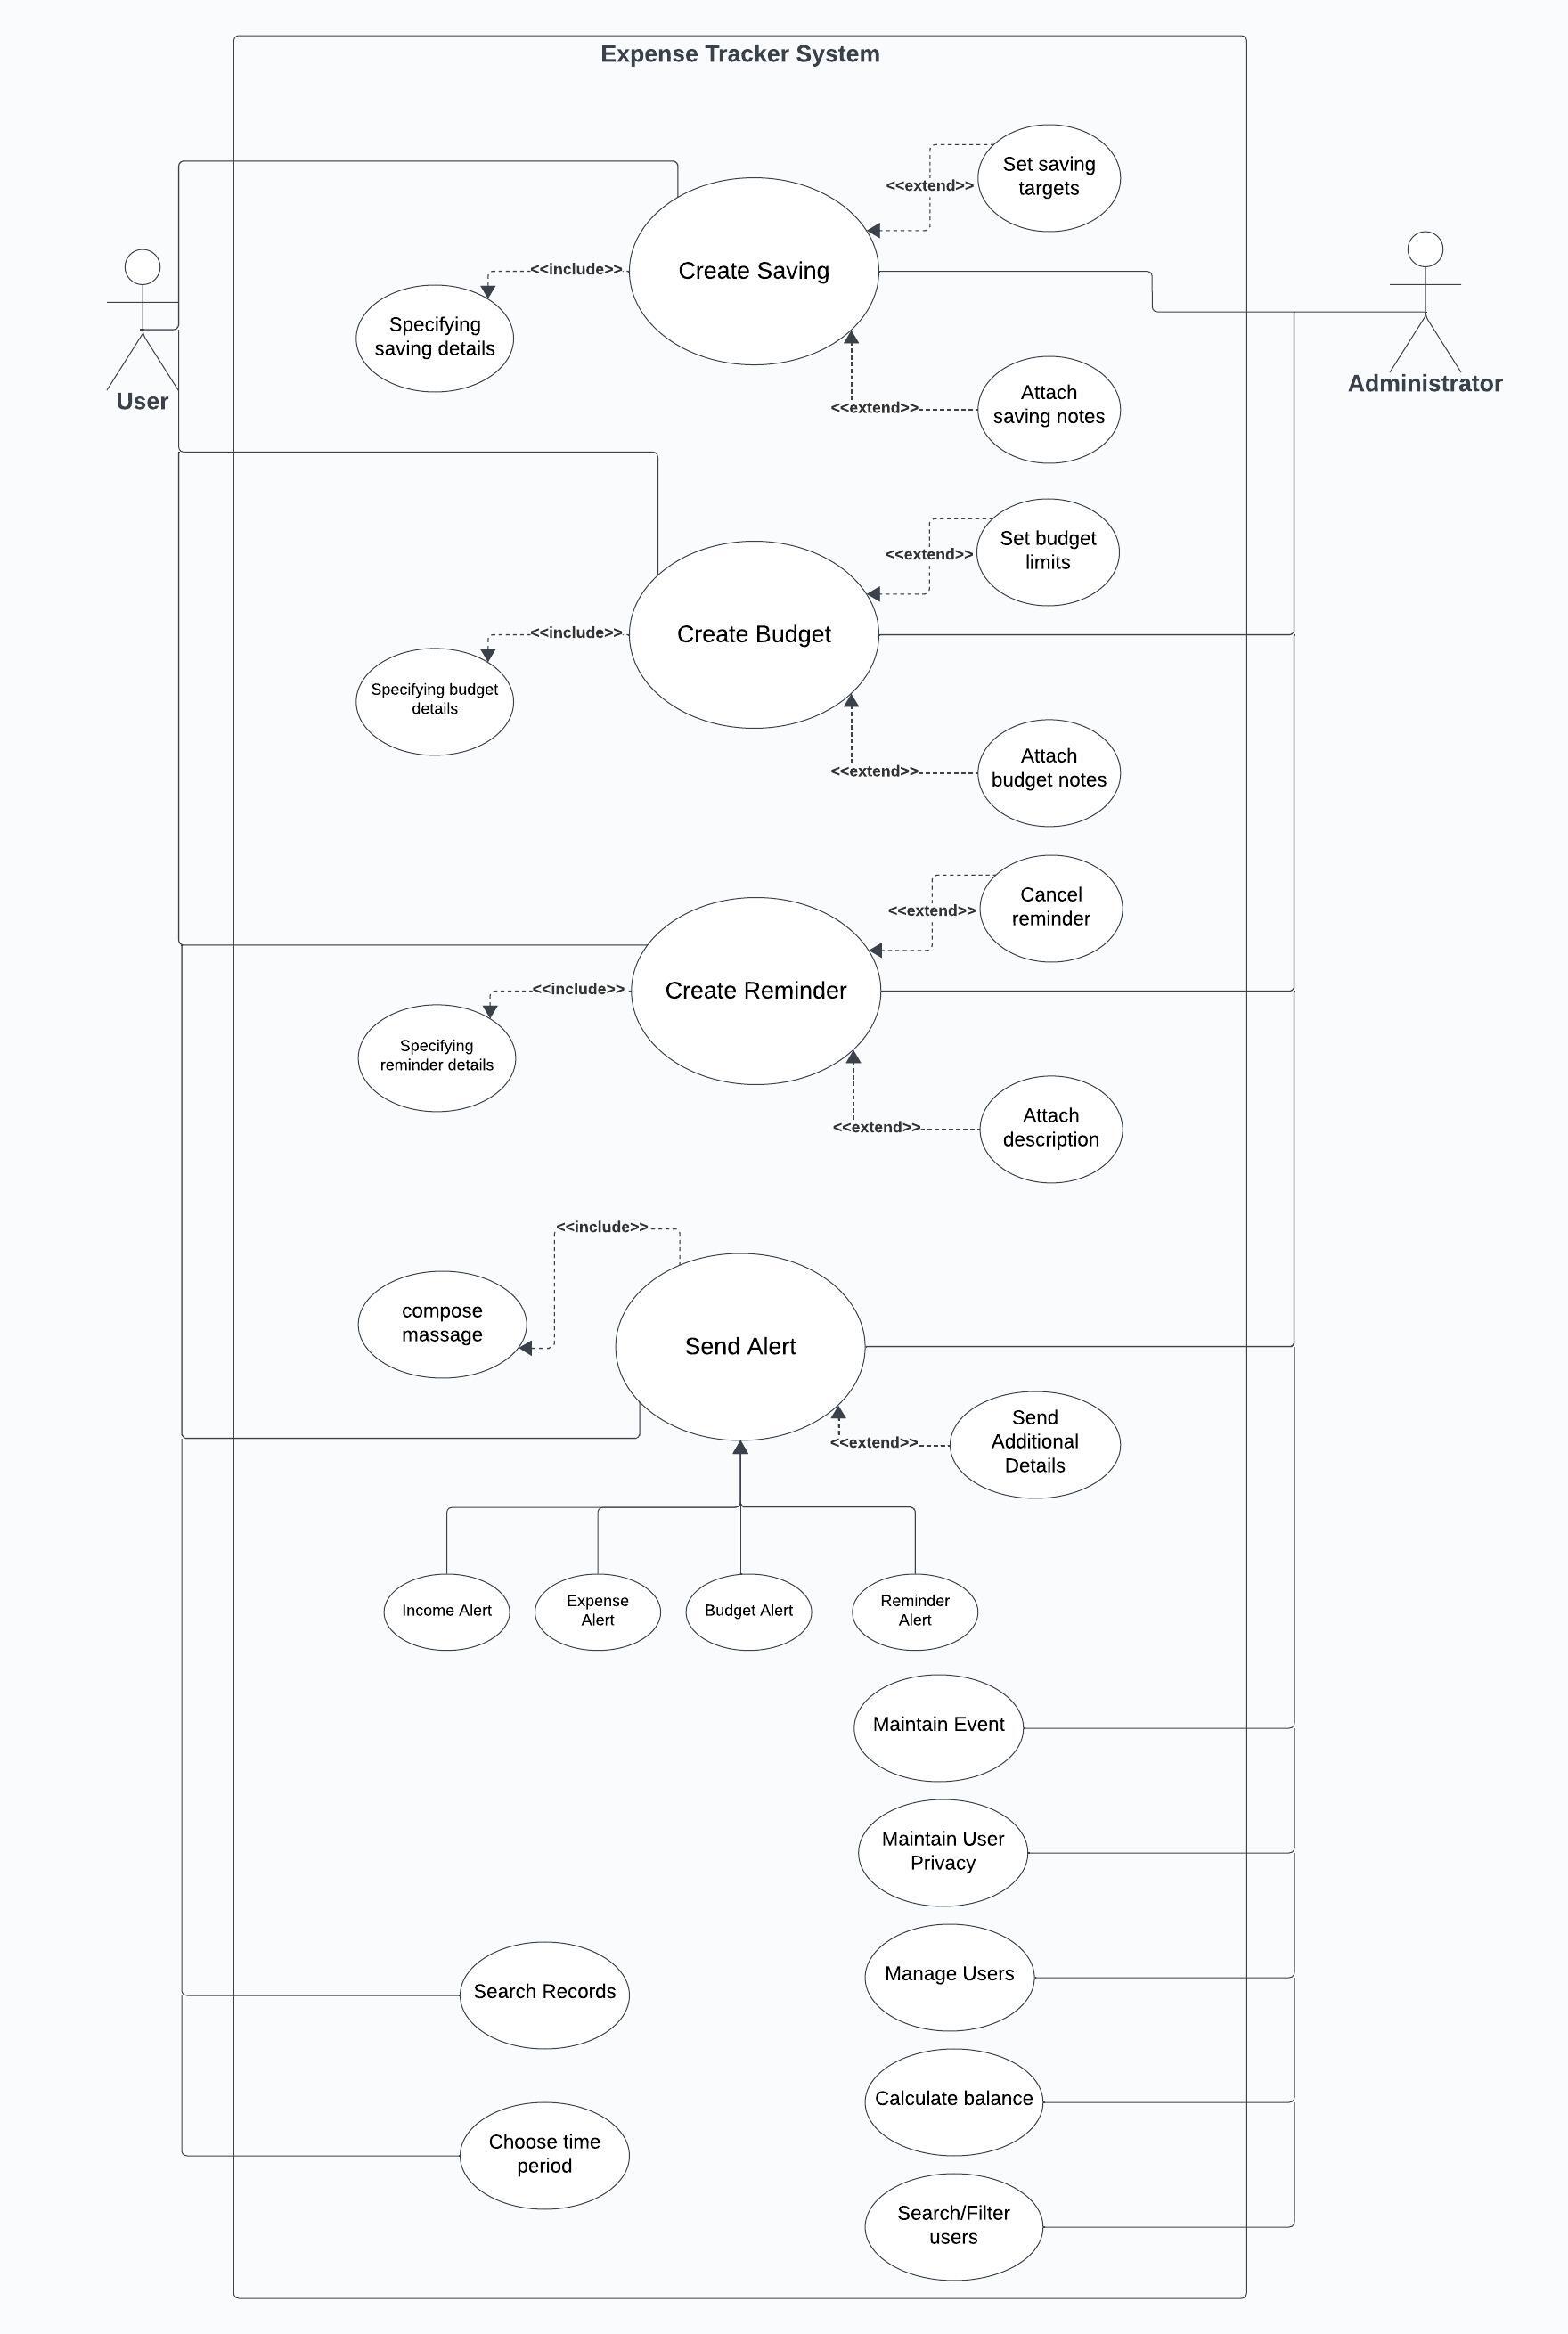 Expense Tracker System
Set saving
targets
<<extend>>
Create Saving
<<include>>
Specifying
saving details
User
Administrator
Attach
saving notes
<<extend>>
Set budget
limits
<<extend>>
Create Budget
<<include>>
Specifying budget
details
Attach
budget notes
<<extend>>
Cancel
reminder
<<extend>>
Create Reminder
<<include>>
Specifying
reminder details
Attach
description
<<extend>>
<<include>>
compose
massage
Send Alert
Send
Additional
Details
<<extend>>
Income Alert
Expense
Alert
Budget Alert
Reminder
Alert
Maintain Event
Maintain User
Privacy
Manage Users
Search Records
Calculate balance
Choose time
period
Search/Filter
users